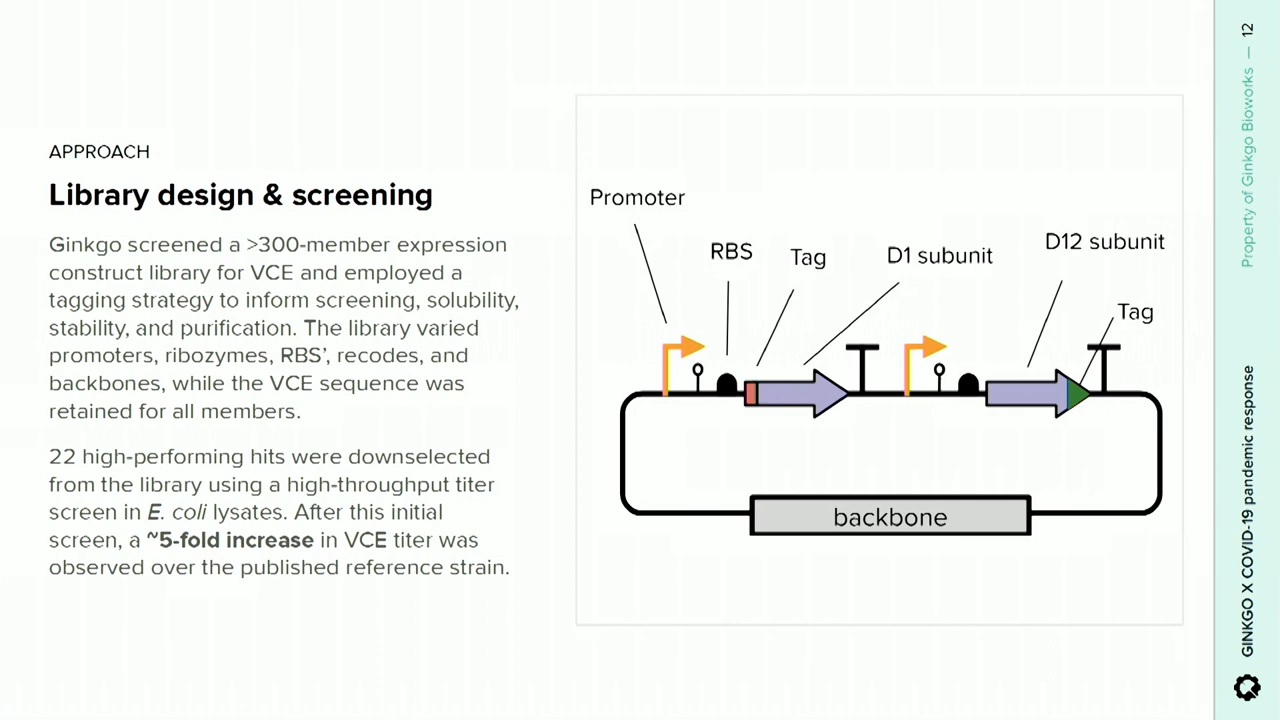 APPROACH
Library design & screening
Ginkgo screened a >300-member expression
construct library for VCE and employed a
tagging strategy to inform screening, solubility,
stability, and purification. The library varied
promoters, ribozymes, RBS’, recodes, and
backbones, while the VCE sequence was
retained for all members.
22 high-performing hits were downselected
from the library using a high-throughput titer
screen in E. coli lysates. After this initial
screen, a ~5-fold increase in VCE titer was
observed over the published reference strain.
Promoter
RBS
Tag
D1 subunit
D12 subunit
Tag
backbone
GINKGO X COVID-19 pandemic response
Property of Ginkgo Bioworks — 12